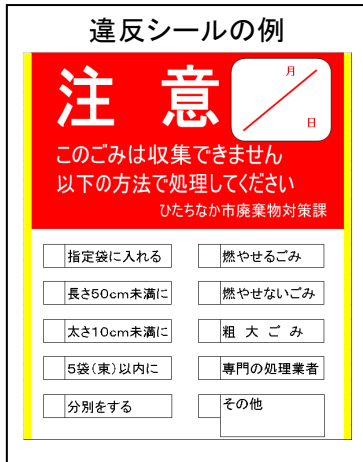 違反シールの例
注意
月
日
このごみは収集できません
以下の方法で処理してください
ひたちなか市廃棄物対策課
指定袋に入れる
燃やせるごみ
長さ50cm未満に
燃やせないごみ
太さ10cm未満に
粗大ごみ
5袋(束)以内に
専門の処理業者
分別をする
その他